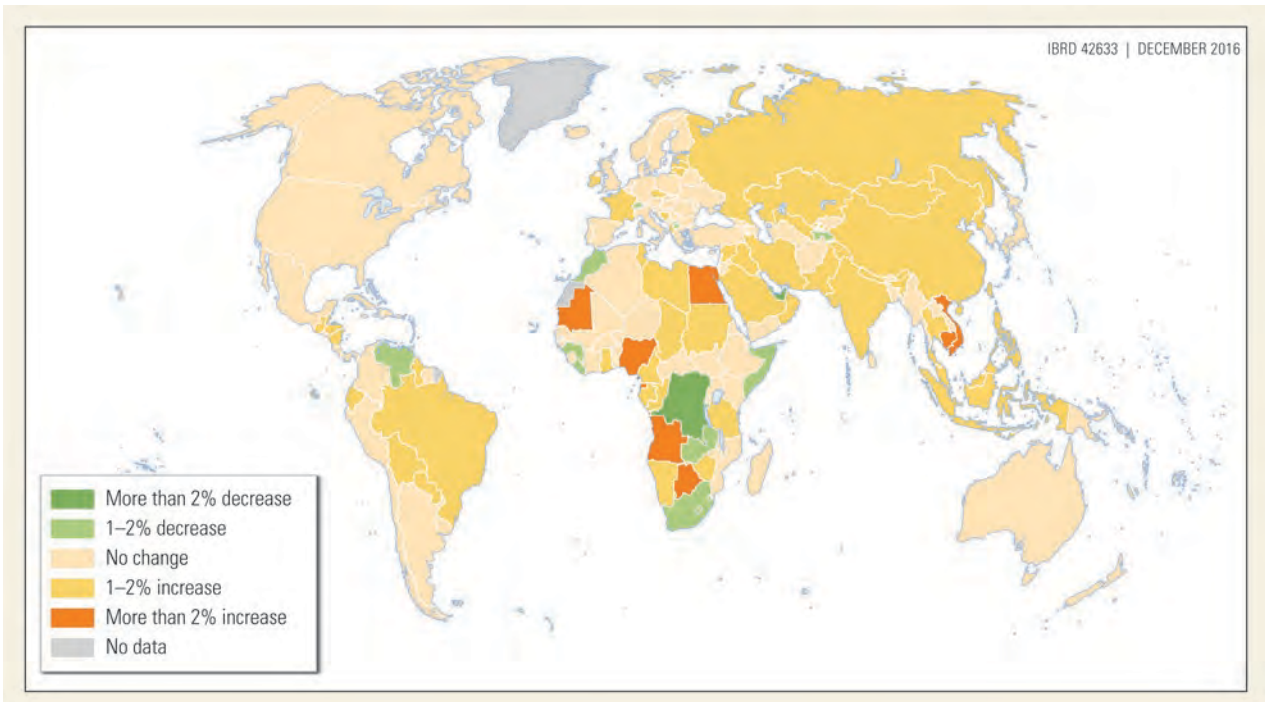 IBRD 42633 | DECEMBER 2016
More than 2% decrease
1–2% decrease
No change
1–2% increase
More than 2% increase
No data